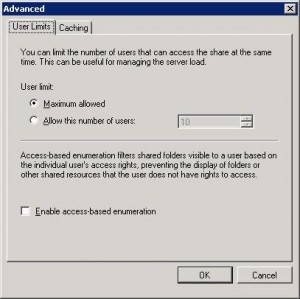 Advanced
User Limits
Caching
You can limit the number of users that can access the share at the same
time. This can be useful for managing the server load.
User limit:
Maximum allowed
Allow this number of users:
10
Access-based enumeration filters shared folders visible to a user based on
the individual user's access rights, preventing the display of folders or
other shared resources that the user does not have rights to access.
Enable access-based enumeration
OK
Cancel